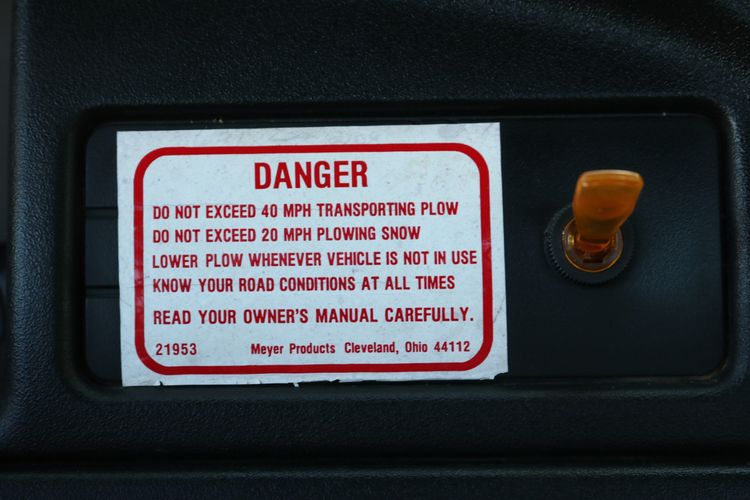 DANGER
DO NOT EXCEED 40 MPH TRANSPORTING PLOW
DO NOT EXCEED 20 MPH PLOWING SNOW
LOWER PLOW WHENEVER VEHICLE IS NOT IN USE
KNOW YOUR ROAD CONDITIONS AT ALL TIMES
READ YOUR OWNER'S MANUAL CAREFULLY.
21953 Meyer Products Cleveland, Ohio 44112